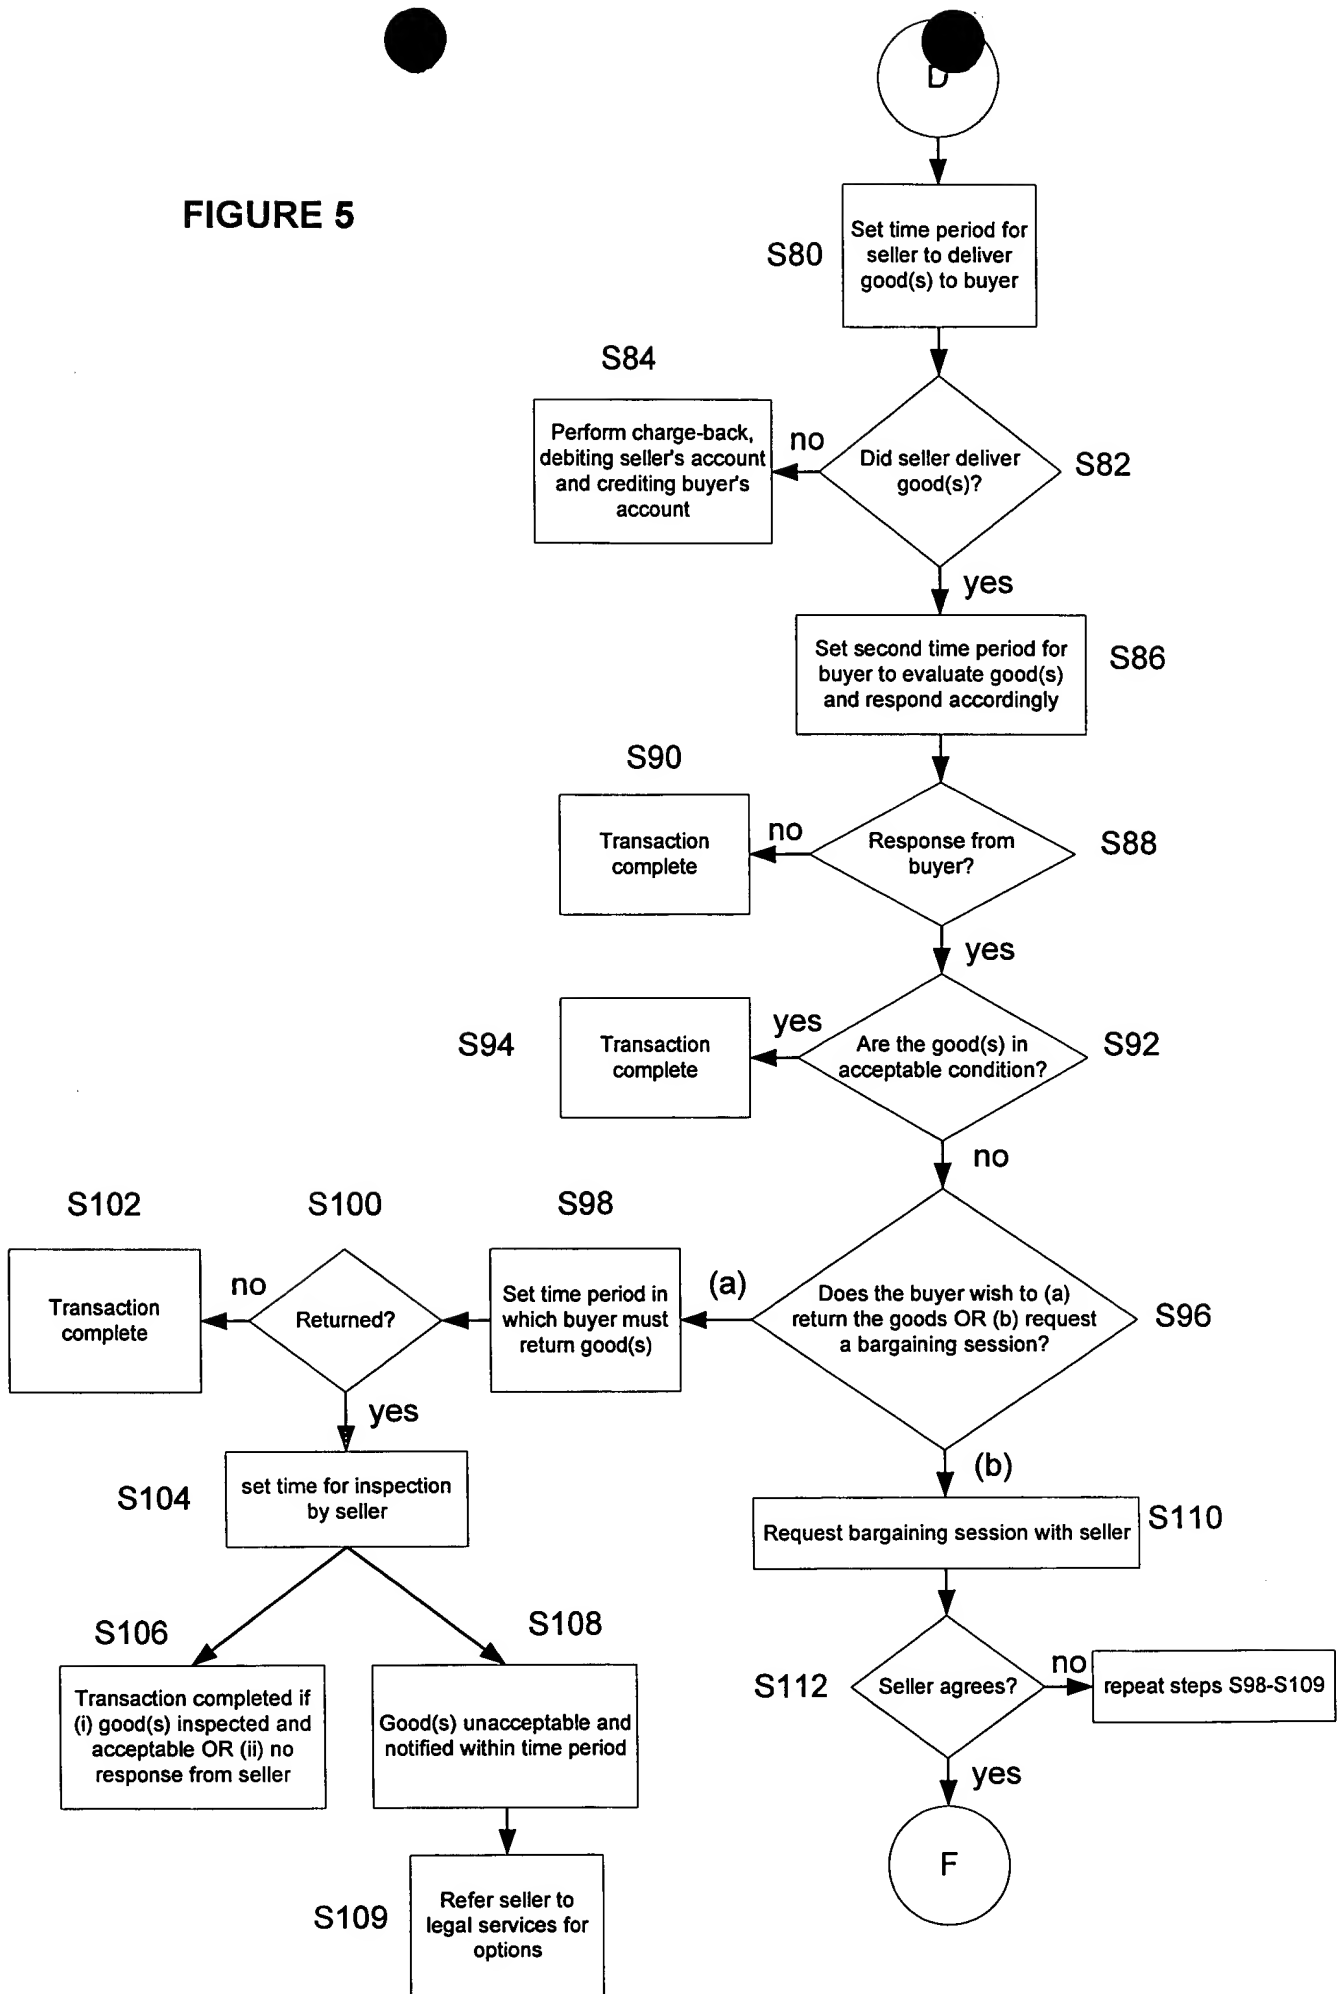 D
FIGURE 5
S80
Set time period for
seller to deliver
good(s) to buyer
S84
Perform charge-back,
debiting seller's account
and crediting buyer's
account
no
Did seller deliver
good(s)?
S82
yes
Set second time period for
buyer to evaluate good(s)
and respond accordingly
S86
S90
Transaction
complete
no
Response from
buyer?
S88
yes
S94
Transaction
complete
yes
Are the good(s) in
acceptable condition?
S92
no
S102
S100
S98
Transaction
complete
no
Returned?
Set time period in
which buyer must
return good(s)
(a)
Does the buyer wish to (a)
return the goods OR (b) request
a bargaining session?
S96
yes
(b)
S104
set time for inspection
by seller
Request bargaining session with seller
S110
S106
S108
Transaction completed if
(i) good(s) inspected and
acceptable OR (ii) no
response from seller
Good(s) unacceptable and
notified within time period
S112
Seller agrees?
no
repeat steps S98-S109
yes
F
S109
Refer seller to
legal services for
options